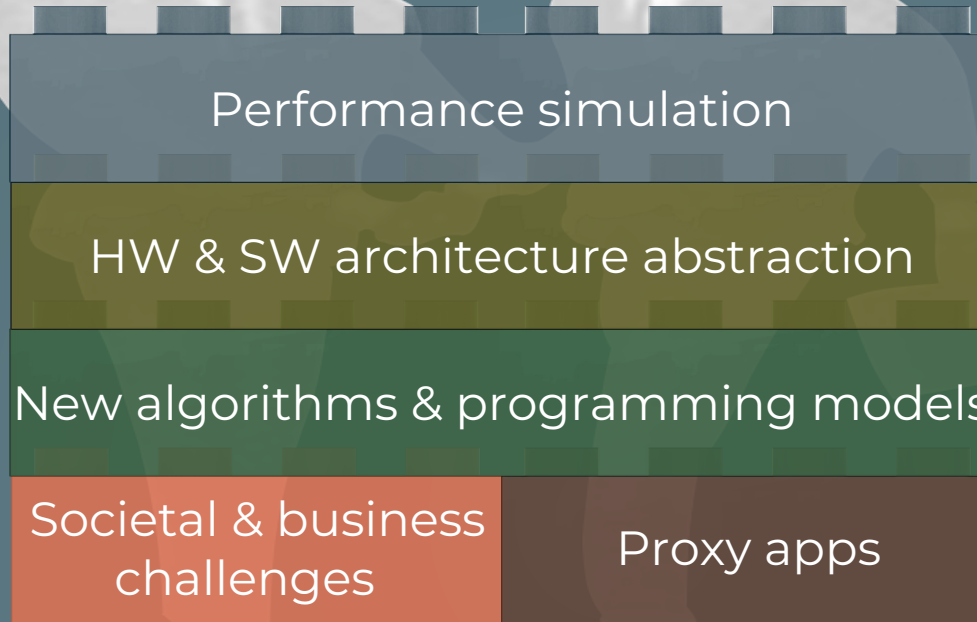 Performance simulation
HW & SW architecture abstraction
New algorithms & programming models
Societal & business
challenges
Proxy apps